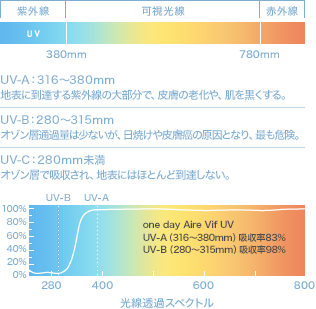 紫外線 可視光線 赤外線
UV
380mm 780mm
UV-A：316～380mm
地表に到達する紫外線の大部分で、皮膚の老化や、肌を黒くする。
UV-B：280～315mm
オゾン層通過量は少ないが、日焼けや皮膚癌の原因となり、最も危険。
UV-C：280mm未満
オゾン層で吸収され、地表にはほとんど到達しない。
UV-B UV-A
100%
80%
60%
40%
20%
0%
one day Aire Vif UV
UV-A（316～380mm）吸収率83%
UV-B（280～315mm）吸収率98%
280 400 600 800
光線透過スペクトル